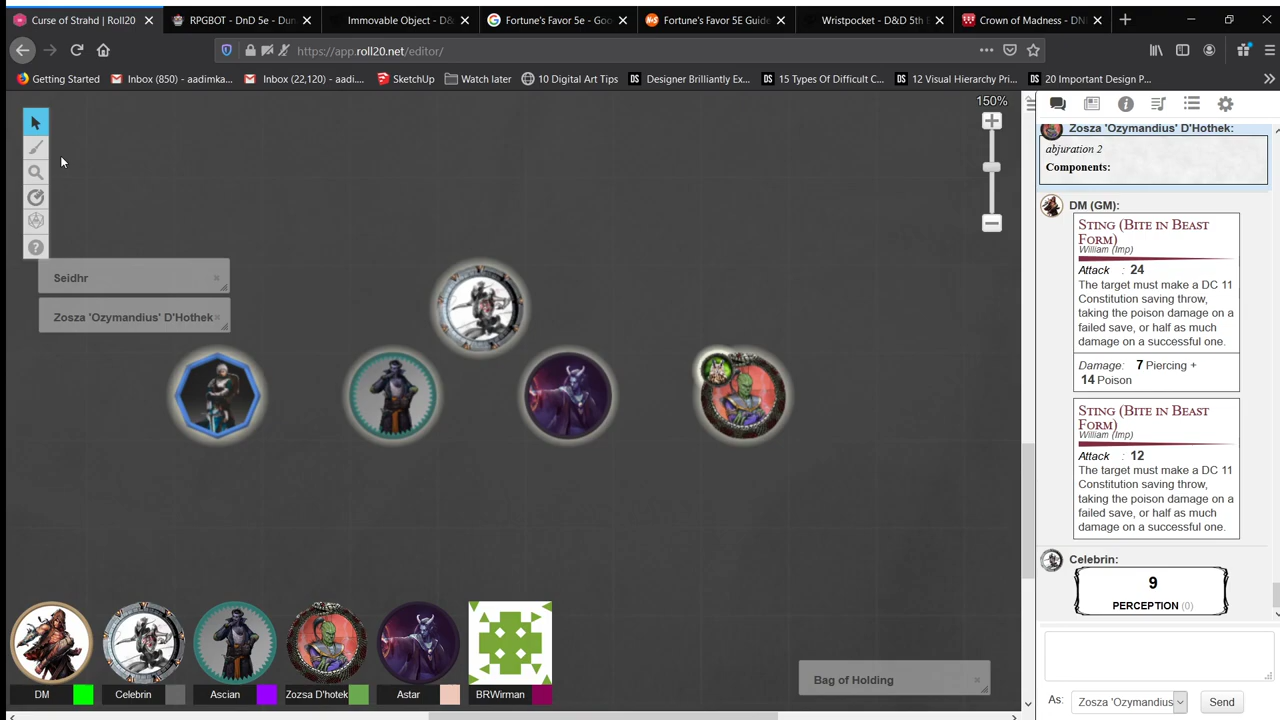 Curse of Strahd | Roll20
RPGBOT - DnD 5e - Dun
Immovable Object - D&
Fortune's Favor 5e - Goo
Fortune's Favor 5E Guide
Wristpocket - D&D 5th E
Crown of Madness - DN
https://app.roll20.net/editor/
Getting Started
Inbox (850) - aadimka...
Inbox (22,120) - aadi...
SketchUp
Watch later
10 Digital Art Tips
Designer Brilliantly Ex...
15 Types Of Difficult C...
12 Visual Hierarchy Pri...
20 Important Design P...
150%
Seidhr
Zosza 'Ozymandius' D'Hothek
Bag of Holding
DM
Celebrin
Ascian
Zozsa D'hotek
Astar
BRWirman
Zosza 'Ozymandius' D'Hothek:
abjuration 2
Components:
DM (GM):
Sting (Bite in Beast
Form)
William (Imp)
Attack : 24
The target must make a DC 11
Constitution saving throw,
taking the poison damage on a
failed save, or half as much
damage on a successful one.
Damage: 7 Piercing +
14 Poison
Sting (Bite in Beast
Form)
William (Imp)
Attack : 12
The target must make a DC 11
Constitution saving throw,
taking the poison damage on a
failed save, or half as much
damage on a successful one.
Celebrin:
9
PERCEPTION (0)
As:
Zosza 'Ozymandius
Send